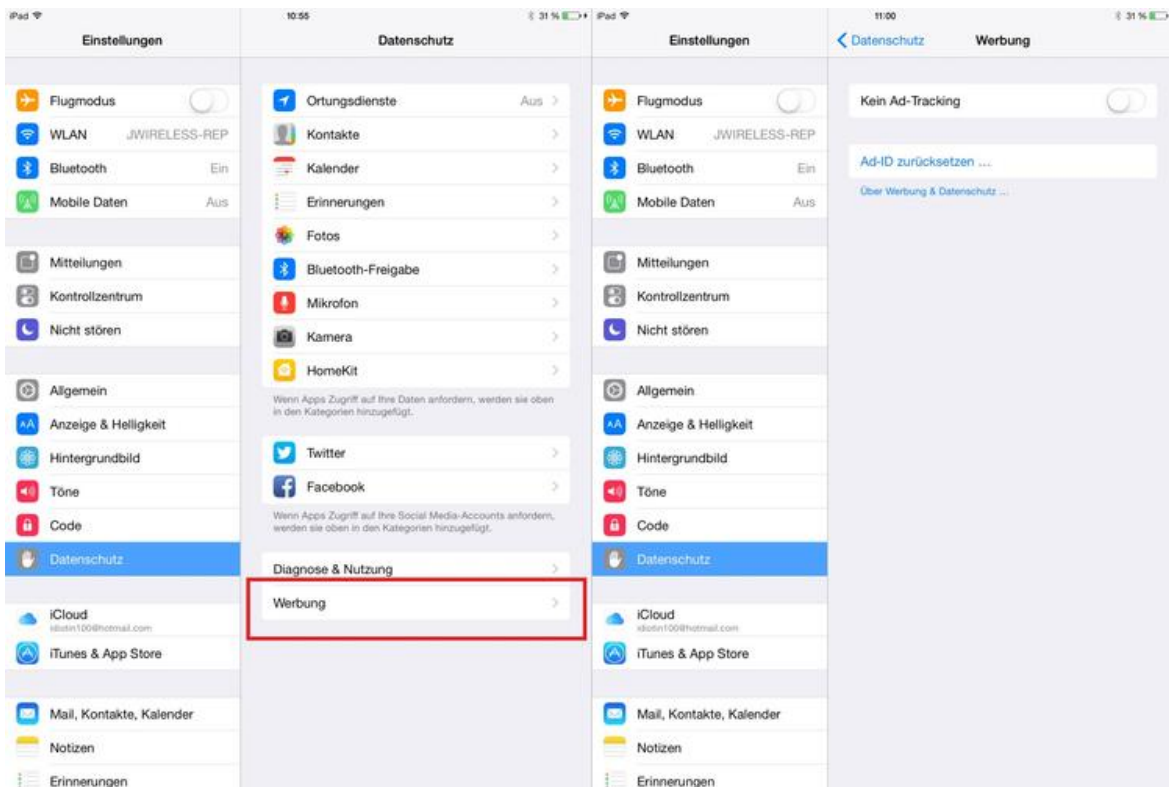 iPad
10:55
31 %
Einstellungen
Datenschutz
Flugmodus
WLAN JWIRELESS-REP
Bluetooth Ein
Mobile Daten Aus
Mitteilungen
Kontrollzentrum
Nicht stören
Allgemein
AA Anzeige & Helligkeit
Hintergrundbild
Töne
Code
Datenschutz
iCloud
iTunes & App Store
Mail, Kontakte, Kalender
Notizen
Erinnerungen
Ortungsdienste Aus
Kontakte
Kalender
Erinnerungen
Fotos
Bluetooth-Freigabe
Mikrofon
Kamera
HomeKit
Wenn Apps Zugriff auf Ihre Daten anfordern, werden sie oben
in den Kategorien hinzugefügt.
Twitter
Facebook
Wenn Apps Zugriff auf Ihre Social Media-Accounts anfordern,
werden sie oben in den Kategorien hinzugefügt.
Diagnose & Nutzung
Werbung
iPad
11:00
31 %
Einstellungen
Datenschutz
Werbung
Flugmodus
WLAN JWIRELESS-REP
Bluetooth Ein
Mobile Daten Aus
Mitteilungen
Kontrollzentrum
Nicht stören
Allgemein
AA Anzeige & Helligkeit
Hintergrundbild
Töne
Code
Datenschutz
iCloud
iTunes & App Store
Mail, Kontakte, Kalender
Notizen
Erinnerungen
Kein Ad-Tracking
Ad-ID zurücksetzen ...
Über Werbung & Datenschutz ...